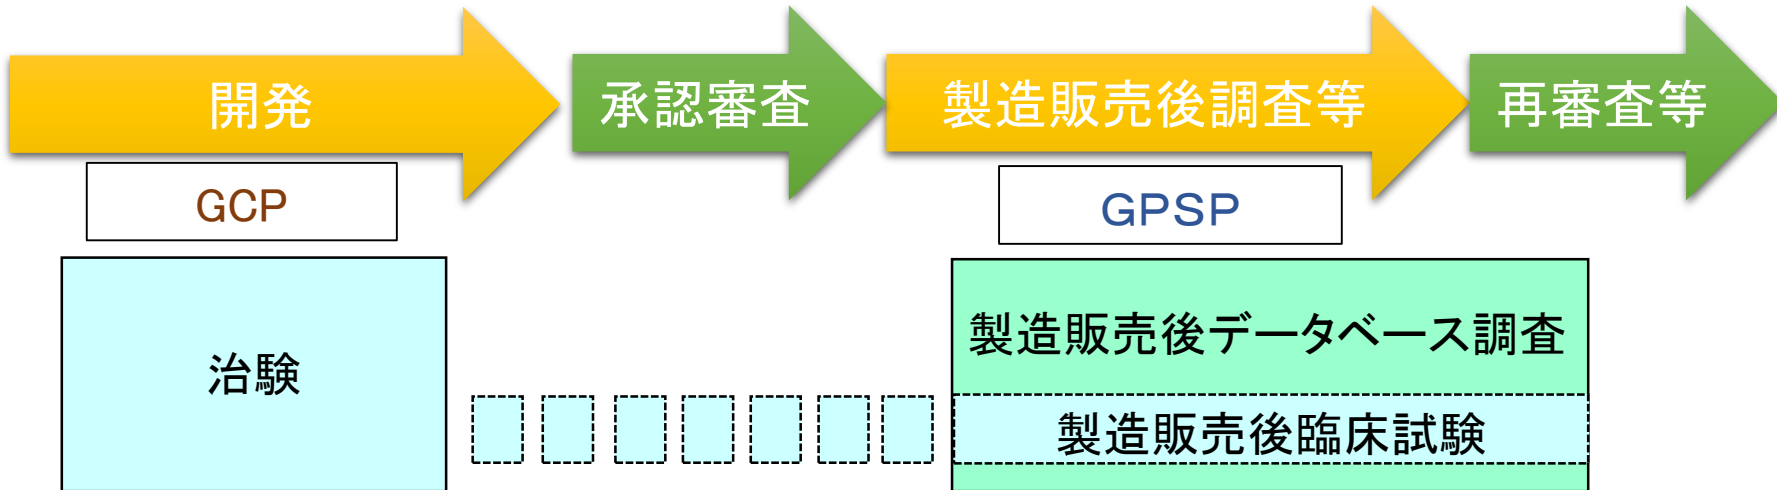 開発
承認審査
製造販売後調査等
再審査等
GCP
GPSP
治験
製造販売後データベース調査
製造販売後臨床試験